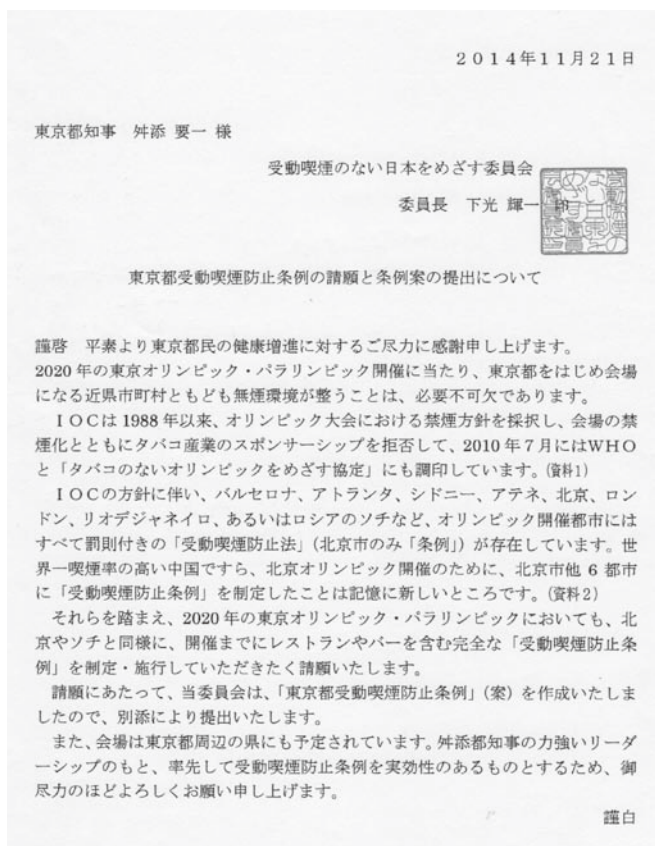 2014年11月21日
東京都知事 舛添 要一 様
受動喫煙のない日本をめざす委員会
委員長 下光 輝一 印
東京都受動喫煙防止条例の請願と条例案の提出について
謹啓 平素より東京都民の健康増進に対するご尽力に感謝申し上げます。
2020年の東京オリンピック・パラリンピック開催に当たり、東京都をはじめ会場
になる近県市町村ともども無煙環境が整うことは、必要不可欠であります。
IOCは1988年以来、オリンピック大会における禁煙方針を採択し、会場の禁
煙化とともにタバコ産業のスポンサーシップを拒否して、2010年7月にはWHO
と「タバコのないオリンピックをめざす協定」にも調印しています。(資料1)
IOCの方針に伴い、バルセロナ、アトランタ、シドニー、アテネ、北京、ロン
ドン、リオデジャネイロ、あるいはロシアのソチなど、オリンピック開催都市には
すべて罰則付きの「受動喫煙防止法」(北京市のみ「条例」)が存在しています。世
界一喫煙率の高い中国ですら、北京オリンピック開催のために、北京市他6都市
に「受動喫煙防止条例」を制定したことは記憶に新しいところです。(資料2)
それらを踏まえ、2020年の東京オリンピック・パラリンピックにおいても、北
京やソチと同様に、開催までにレストランやバーを含む完全な「受動喫煙防止条
例」を制定・施行していただきたく請願いたします。
請願にあたって、当委員会は、「東京都受動喫煙防止条例」(案)を作成いたしま
したので、別添により提出いたします。
また、会場は東京都周辺の県にも予定されています。舛添都知事の力強いリーダ
ーシップのもと、率先して受動喫煙防止条例を実効性のあるものとするため、御
尽力のほどよろしくお願い申し上げます。
謹白